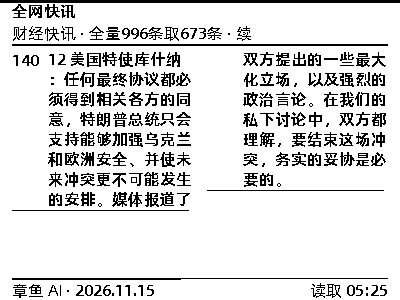 全网快讯
财经快讯 · 全量996条取673条 · 续
140 12 美国特使库什纳
：任何最终协议都必
须得到相关各方的同
意，特朗普总统只会
支持能够加强乌克兰
和欧洲安全、并使未
来冲突更不可能发生
的安排。媒体报道了
双方提出的一些最大
化立场，以及强烈的
政治言论。在我们的
私下讨论中，双方都
理解，要结束这场冲
突，务实的妥协是必
要的。
章鱼 AI · 2026.11.15
读取 05:25